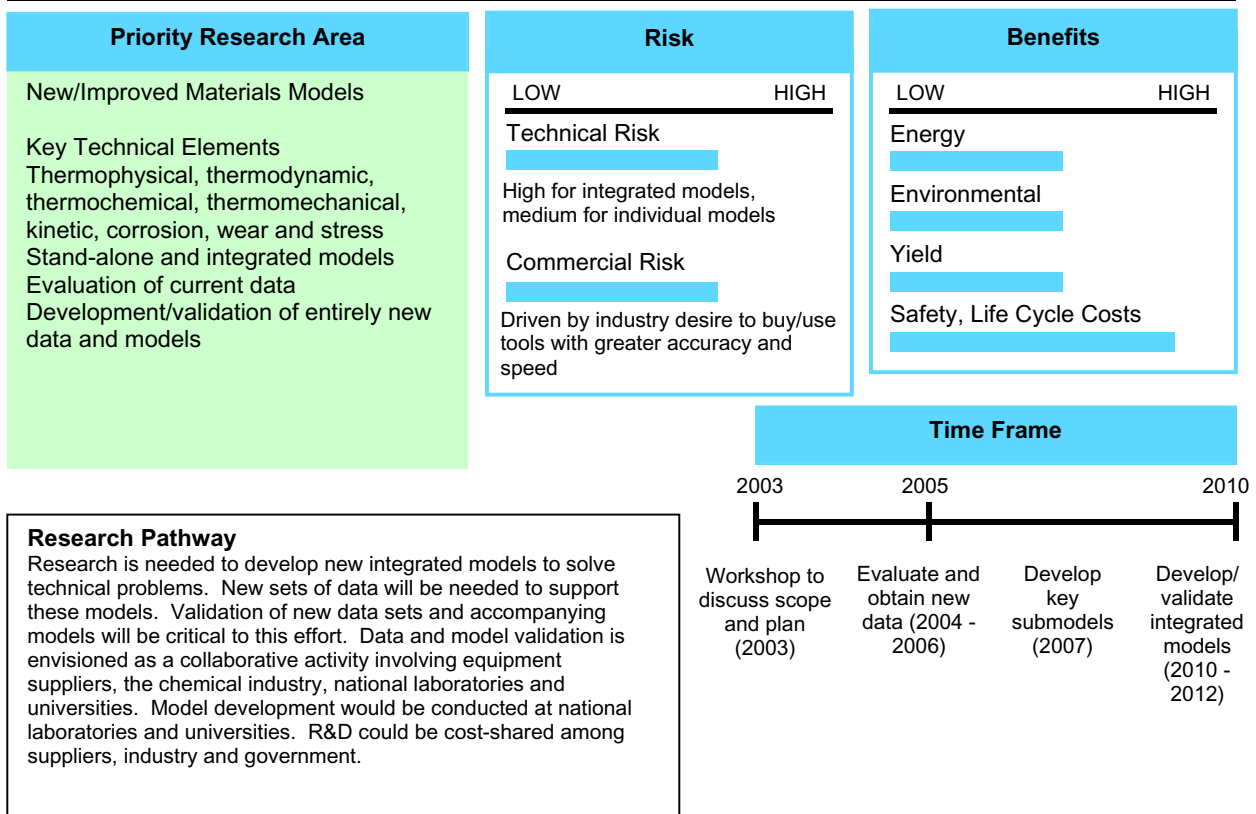 Priority Research Area
New/Improved Materials Models
Key Technical Elements
Thermophysical, thermodynamic,
thermochemical, thermomechanical,
kinetic, corrosion, wear and stress
Stand-alone and integrated models
Evaluation of current data
Development/validation of entirely new
data and models
Risk
LOW HIGH
Technical Risk
High for integrated models,
medium for individual models
Commercial Risk
Driven by industry desire to buy/use
tools with greater accuracy and
speed
Benefits
LOW HIGH
Energy
Environmental
Yield
Safety, Life Cycle Costs
Time Frame
2003 2005 2010
Workshop to
discuss scope
and plan
(2003)
Evaluate and
obtain new
data (2004 -
2006)
Develop
key
submodels
(2007)
Develop/
validate
integrated
models
(2010 -
2012)
Research Pathway
Research is needed to develop new integrated models to solve
technical problems. New sets of data will be needed to support
these models. Validation of new data sets and accompanying
models will be critical to this effort. Data and model validation is
envisioned as a collaborative activity involving equipment
suppliers, the chemical industry, national laboratories and
universities. Model development would be conducted at national
laboratories and universities. R&D could be cost-shared among
suppliers, industry and government.